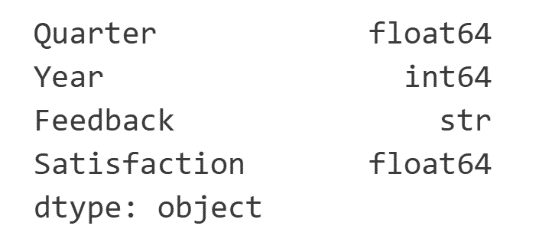 Quarter float64
Year int64
Feedback str
Satisfaction float64
dtype: object